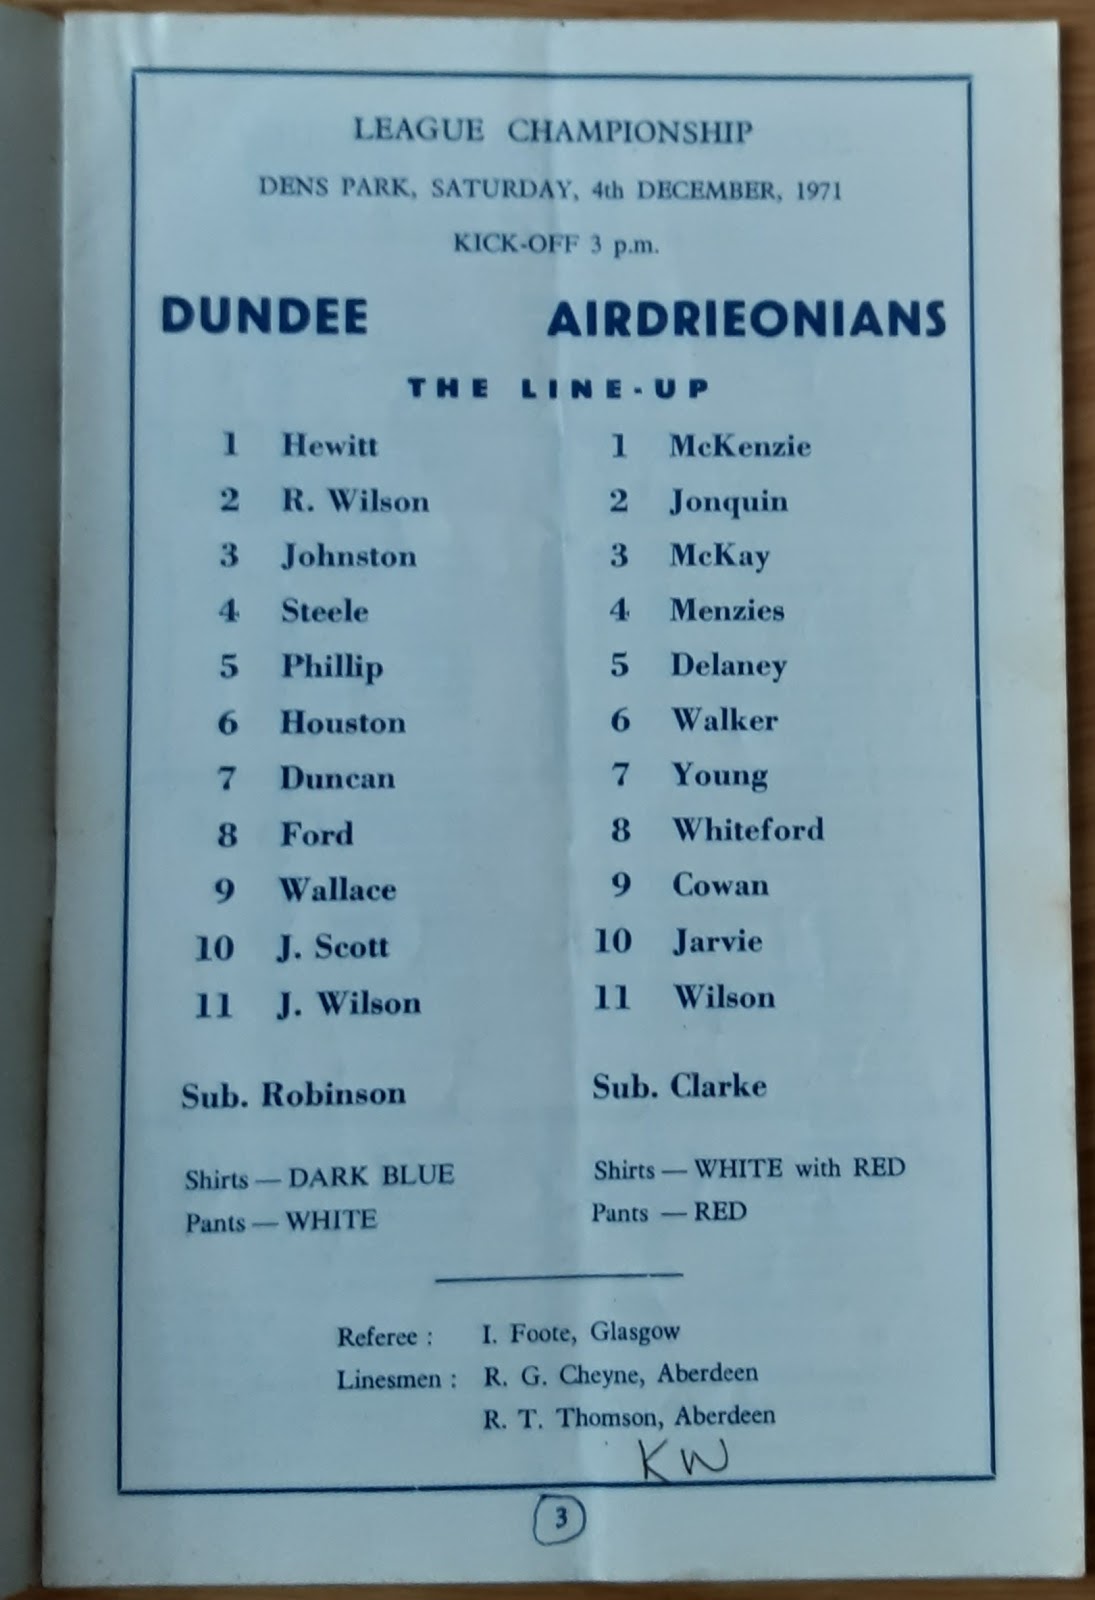 LEAGUE CHAMPIONSHIP
DENS PARK, SATURDAY, 4th DECEMBER, 1971
KICK-OFF 3 p.m.
DUNDEE AIRDRIEONIANS
THE LINE-UP
1 Hewitt 1 McKenzie
2 R. Wilson 2 Jonquin
3 Johnston 3 McKay
4 Steele 4 Menzies
5 Phillip 5 Delaney
6 Houston 6 Walker
7 Duncan 7 Young
8 Ford 8 Whiteford
9 Wallace 9 Cowan
10 J. Scott 10 Jarvie
11 J. Wilson 11 Wilson
Sub. Robinson Sub. Clarke
Shirts — DARK BLUE Shirts — WHITE with RED
Pants — WHITE Pants — RED
Referee : I. Foote, Glasgow
Linesmen : R. G. Cheyne, Aberdeen
R. T. Thomson, Aberdeen
KW
3